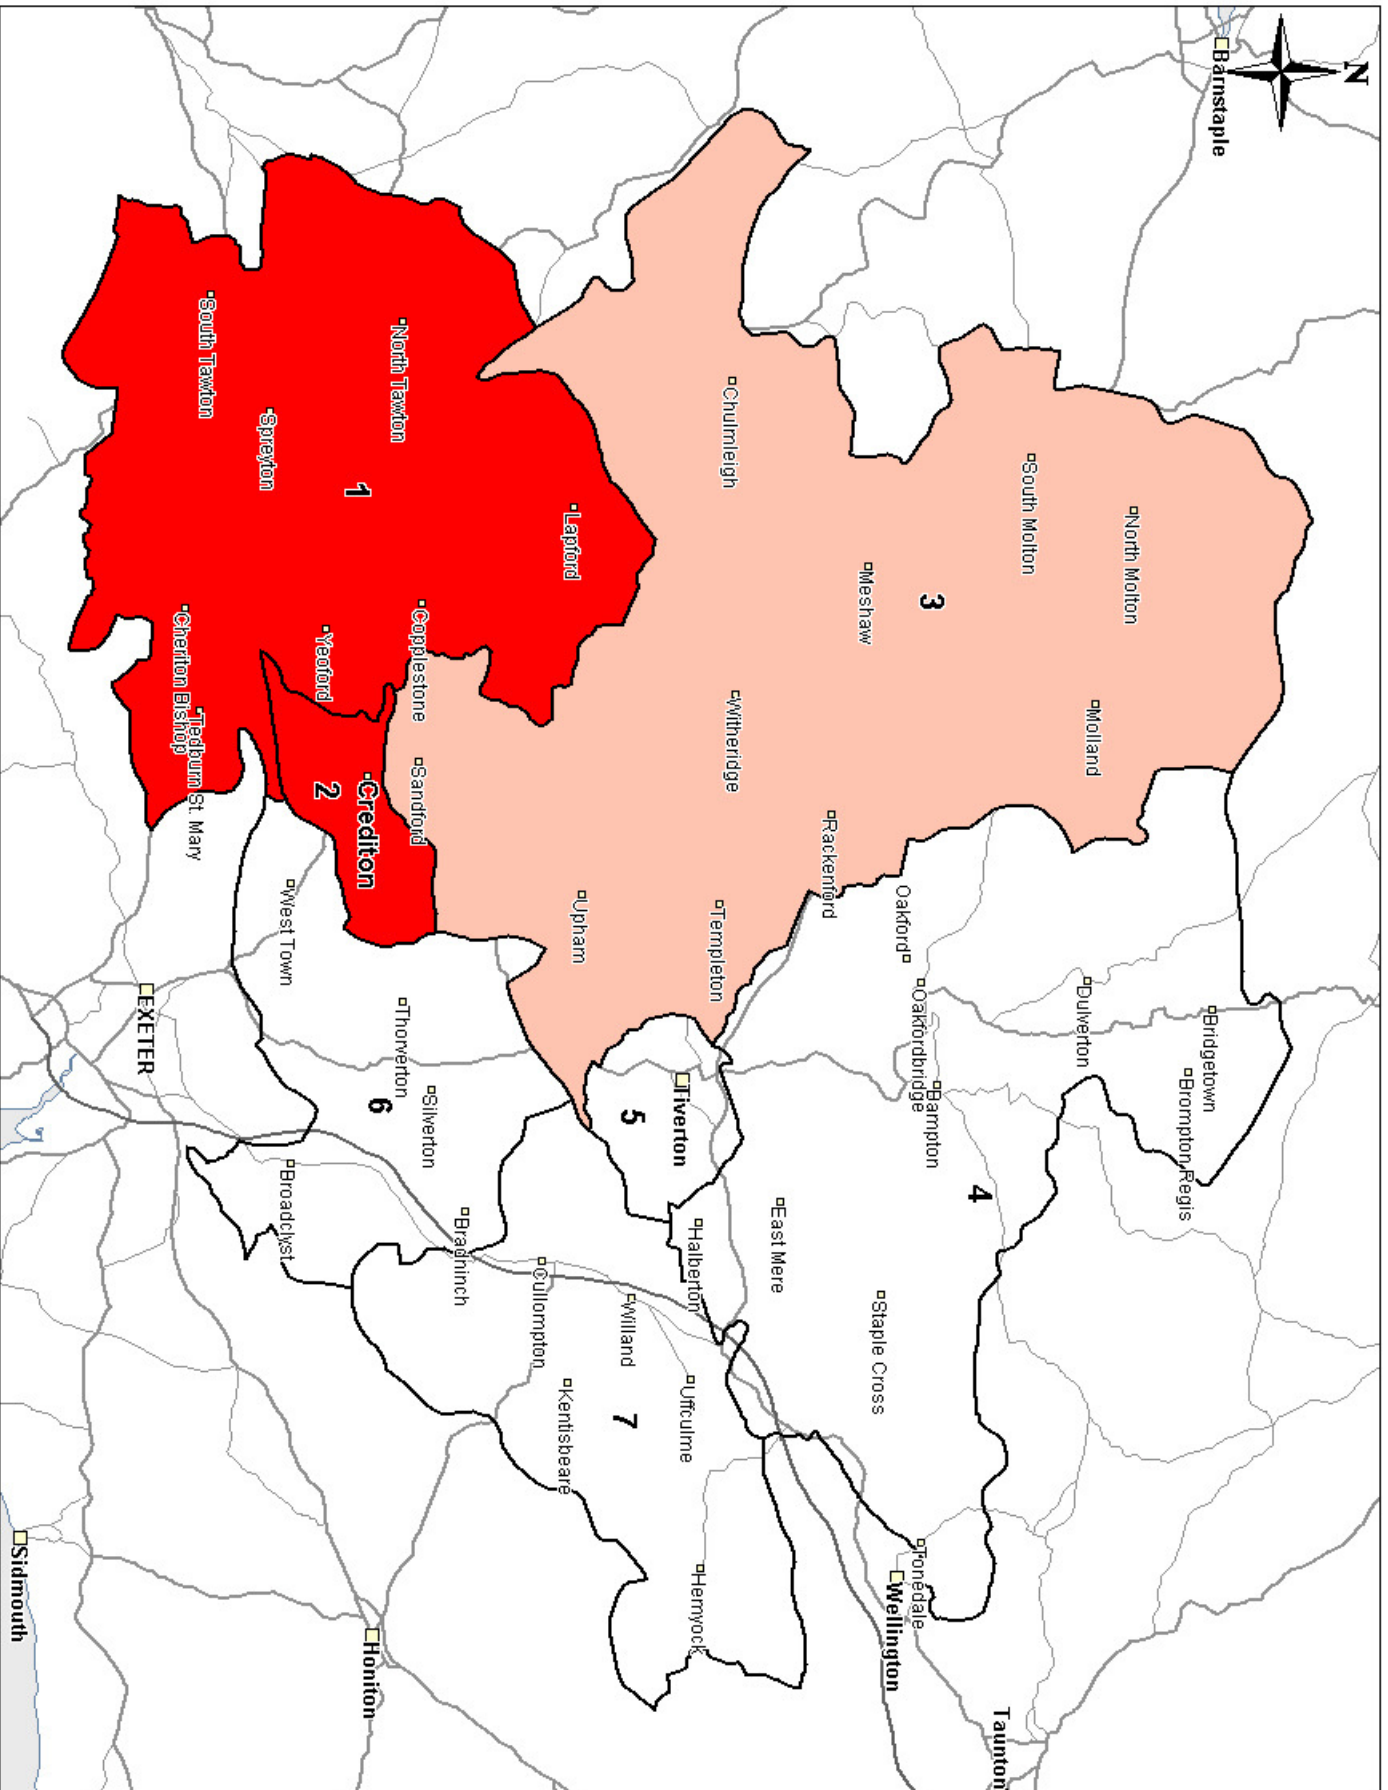 N
Barnstaple
North Molton
South Molton
Molland
3
Meshaw
Chulmleigh
Witheridge
Rackenford
Templeton
Upham
Lapford
North Tawton
South Tawton
Spreyton
1
Copplestone
Yeoford
Sandford
Crediton
2
Cheriton Bishop
Tedburn St. Mary
West Town
EXETER
Thorverton
Silverton
6
Broadclyst
Bradninch
Cullompton
Willand
Kentisbeare
Uffculme
7
Hemyock
Halberton
Tiverton
5
East Mere
Staple Cross
4
Oakford
Oakfordbridge
Bampton
Dulverton
Bridgetown
Brompton Regis
Tonedale
Wellington
Taunton
Honiton
Sidmouth